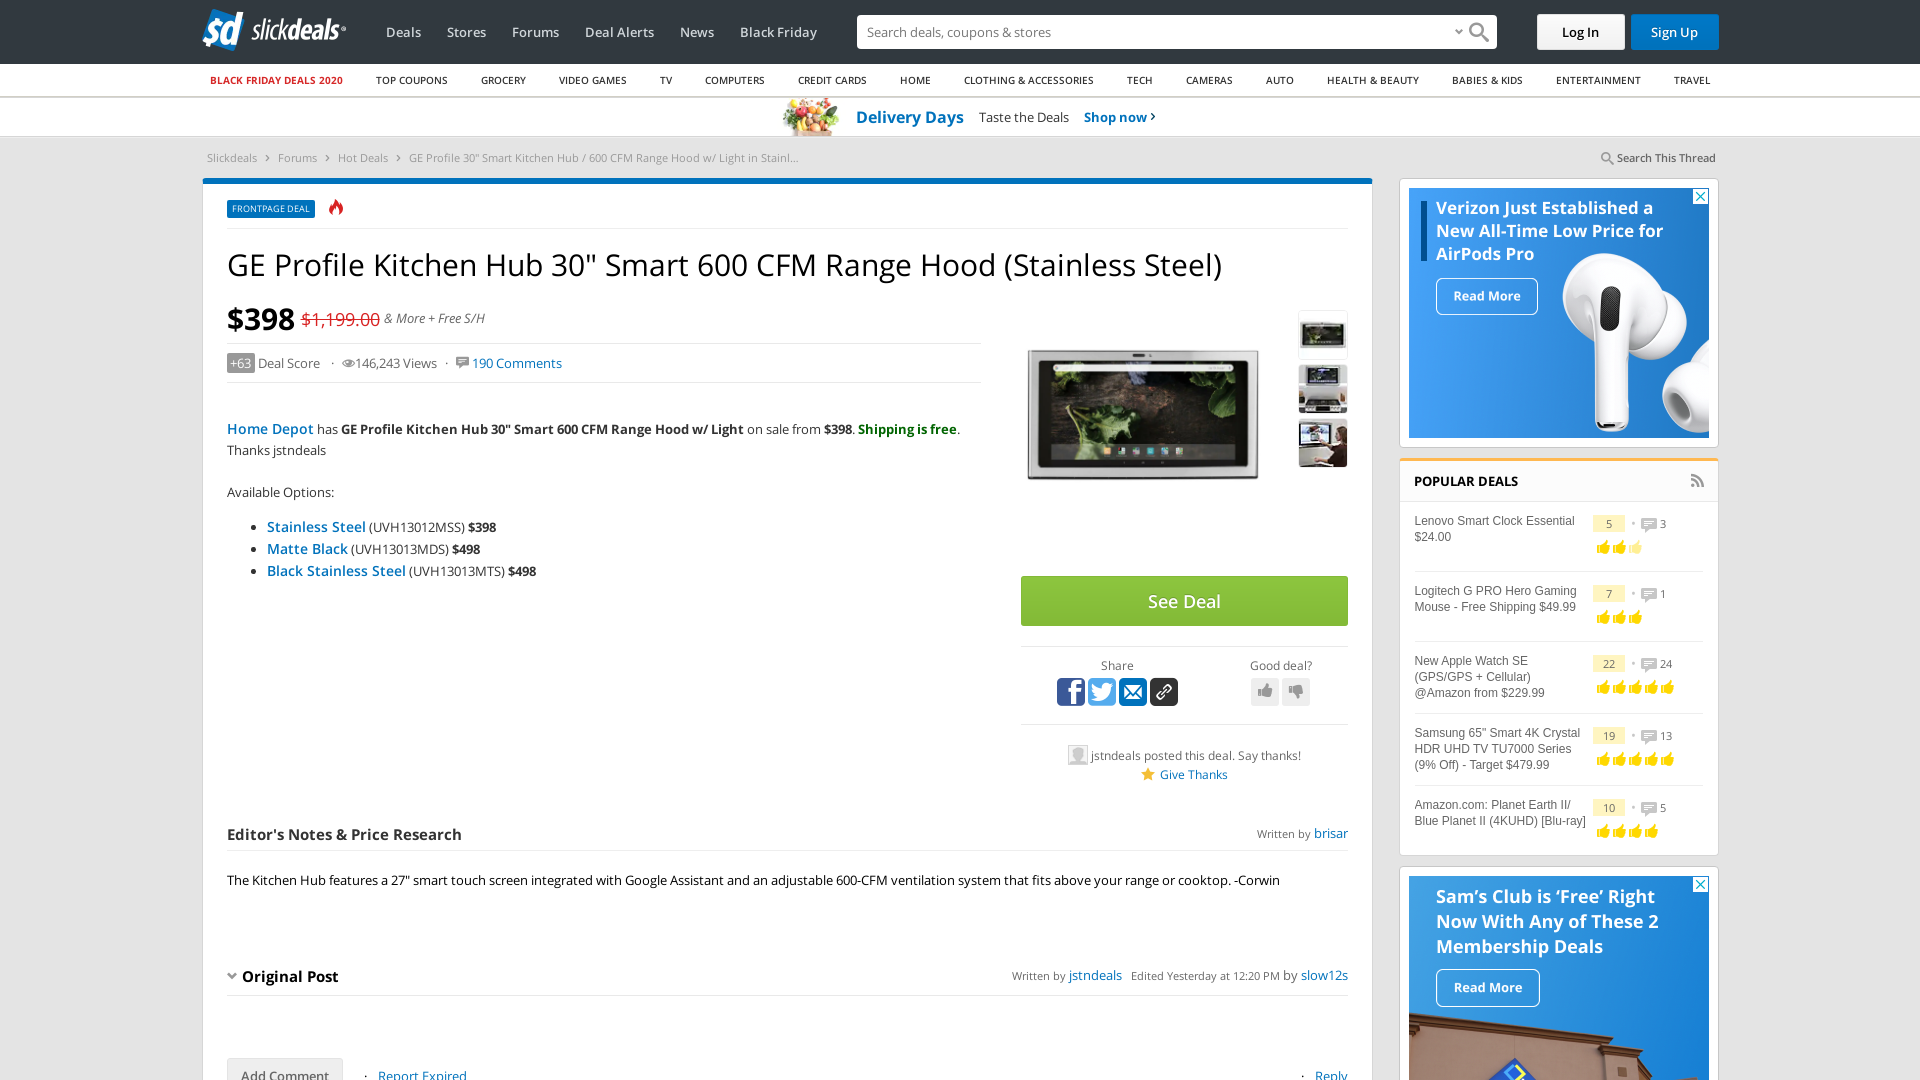 sd slickdeals
Deals
Stores
Forums
Deal Alerts
News
Black Friday
Search deals, coupons & stores
Log In
Sign Up
BLACK FRIDAY DEALS 2020
TOP COUPONS
GROCERY
VIDEO GAMES
TV
COMPUTERS
CREDIT CARDS
HOME
CLOTHING & ACCESSORIES
TECH
CAMERAS
AUTO
HEALTH & BEAUTY
BABIES & KIDS
ENTERTAINMENT
TRAVEL
Delivery Days Taste the Deals Shop now
Slickdeals > Forums > Hot Deals > GE Profile 30" Smart Kitchen Hub / 600 CFM Range Hood w/ Light in Stainl...
Search This Thread
FRONTPAGE DEAL
GE Profile Kitchen Hub 30" Smart 600 CFM Range Hood (Stainless Steel)
$398 $1,199.00 & More + Free S/H
+63 Deal Score · 146,243 Views · 190 Comments
Home Depot has GE Profile Kitchen Hub 30" Smart 600 CFM Range Hood w/ Light on sale from $398. Shipping is free.
Thanks jstndeals
Available Options:
• Stainless Steel (UVH13012MSS) $398
• Matte Black (UVH13013MDS) $498
• Black Stainless Steel (UVH13013MTS) $498
See Deal
Share
Good deal?
jstndeals posted this deal. Say thanks!
Give Thanks
Editor's Notes & Price Research
Written by brisar
The Kitchen Hub features a 27" smart touch screen integrated with Google Assistant and an adjustable 600-CFM ventilation system that fits above your range or cooktop. -Corwin
Original Post
Written by jstndeals Edited Yesterday at 12:20 PM by slow12s
Add Comment
· Report Expired
· Reply
Verizon Just Established a
New All-Time Low Price for
AirPods Pro
Read More
POPULAR DEALS
Lenovo Smart Clock Essential
$24.00
5 • 3
Logitech G PRO Hero Gaming
Mouse - Free Shipping $49.99
7 • 1
New Apple Watch SE
(GPS/GPS + Cellular)
@Amazon from $229.99
22 • 24
Samsung 65" Smart 4K Crystal
HDR UHD TV TU7000 Series
(9% Off) - Target $479.99
19 • 13
Amazon.com: Planet Earth II/
Blue Planet II (4KUHD) [Blu-ray]
10 • 5
Sam's Club is 'Free' Right
Now With Any of These 2
Membership Deals
Read More